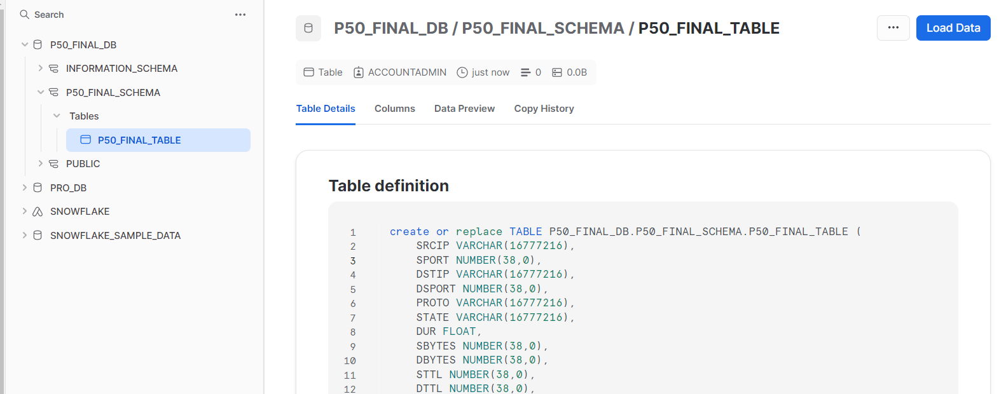 Search
P50_FINAL_DB
INFORMATION_SCHEMA
P50_FINAL_SCHEMA
Tables
P50_FINAL_TABLE
PUBLIC
PRO_DB
SNOWFLAKE
SNOWFLAKE_SAMPLE_DATA
P50_FINAL_DB / P50_FINAL_SCHEMA / P50_FINAL_TABLE
Load Data
Table ACCOUNTADMIN just now 0 0.0B
Table Details Columns Data Preview Copy History
Table definition
1 create or replace TABLE P50_FINAL_DB.P50_FINAL_SCHEMA.P50_FINAL_TABLE (
2 SRCIP VARCHAR(16777216),
3 SPORT NUMBER(38,0),
4 DSTIP VARCHAR(16777216),
5 DSPORT NUMBER(38,0),
6 PROTO VARCHAR(16777216),
7 STATE VARCHAR(16777216),
8 DUR FLOAT,
9 SBYTES NUMBER(38,0),
10 DBYTES NUMBER(38,0),
11 STTL NUMBER(38,0),
12 DTTL NUMBER(38,0),